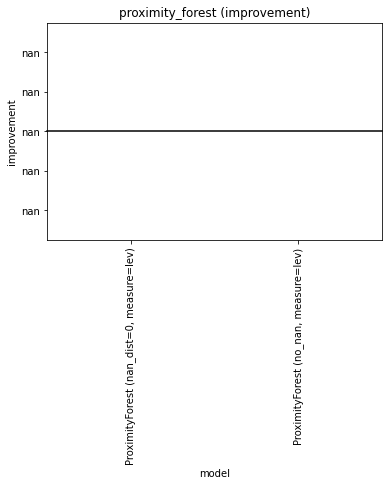 proximity_forest (improvement)
nan
nan
nan
nan
nan
improvement
ProximityForest (nan_dist=0, measure=lev)
ProximityForest (no_nan, measure=lev)
model